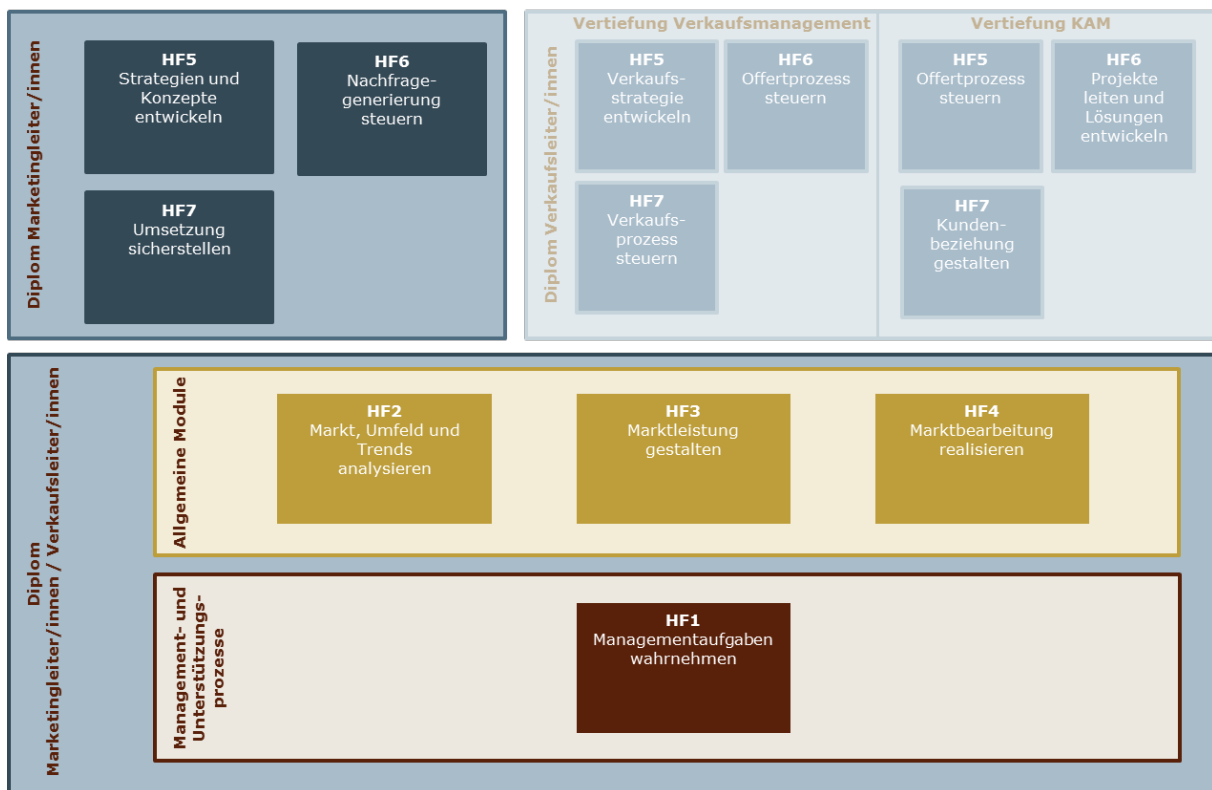 Diplom Marketingleiter/innen
HF5
Strategien und
Konzepte
entwickeln
HF6
Nachfrage-
generierung
steuern
HF7
Umsetzung
sicherstellen
Diplom Verkaufsleiter/innen
Vertiefung Verkaufsmanagement
HF5
Verkaufs-
strategie
entwickeln
HF6
Offertprozess
steuern
HF7
Verkaufs-
prozess
steuern
Vertiefung KAM
HF5
Offertprozess
steuern
HF6
Projekte
leiten und
Lösungen
entwickeln
HF7
Kunden-
beziehung
gestalten
Diplom
Marketingleiter/innen / Verkaufsleiter/innen
Allgemeine Module
HF2
Markt, Umfeld und
Trends
analysieren
HF3
Marktleistung
gestalten
HF4
Marktbearbeitung
realisieren
Management- und
Unterstützungs-
prozesse
HF1
Managementaufgaben
wahrnehmen